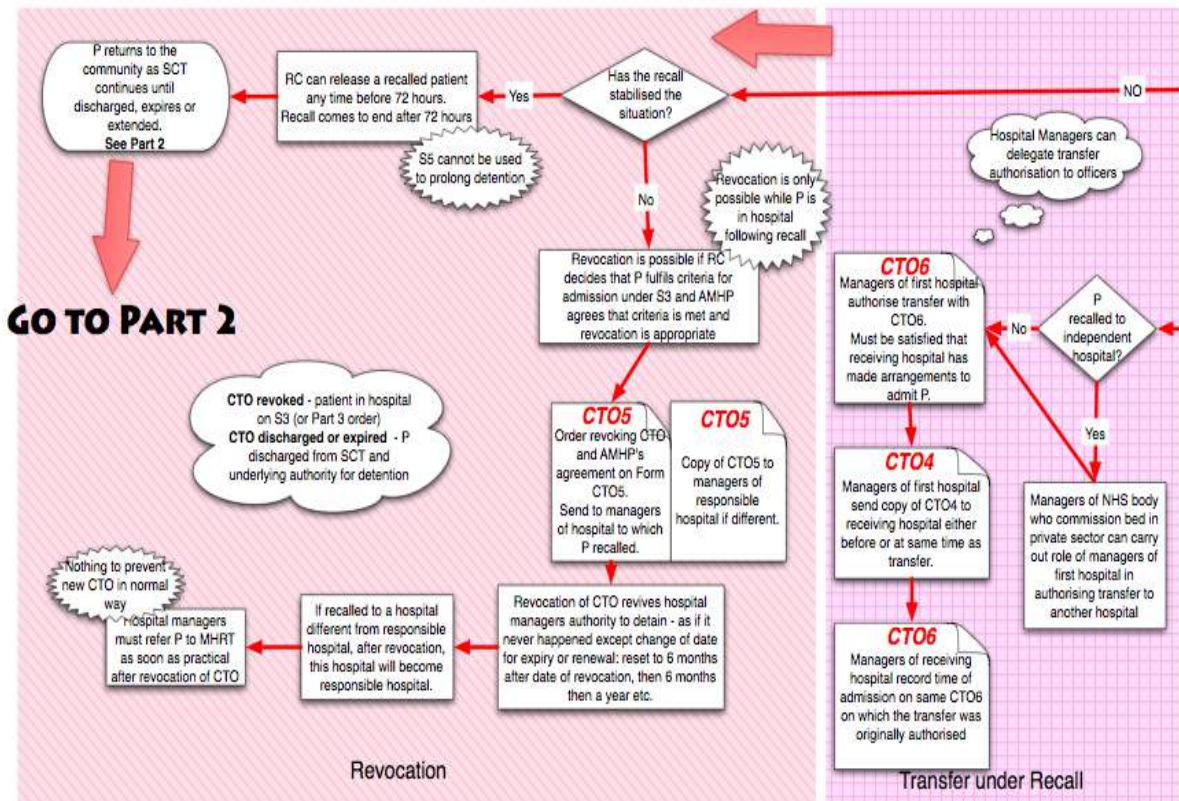 P returns to the
community as SCT
continues until
discharged, expires or
extended.
See Part 2
RC can release a recalled patient
any time before 72 hours.
Recall comes to end after 72 hours
Yes
Has the recall
stabilised the
situation?
NO
S5 cannot be used
to prolong detention
No
Revocation is only
possible while P is
in hospital
following recall
Revocation is possible if RC
decides that P fulfils criteria for
admission under S3 and AMHP
agrees that criteria is met and
revocation is appropriate
GO TO PART 2
CTO revoked - patient in hospital
on S3 (or Part 3 order)
CTO discharged or expired - P
discharged from SCT and
underlying authority for detention
CTO5
Order revoking CTO
and AMHP's
agreement on Form
CTO5.
Send to managers
of hospital to which
P recalled.
CTO5
Copy of CTO5 to
managers of
responsible
hospital if different.
Revocation of CTO revives hospital
managers authority to detain - as if it
never happened except change of date
for expiry or renewal: reset to 6 months
after date of revocation, then 6 months
then a year etc.
If recalled to a hospital
different from responsible
hospital, after revocation,
this hospital will become
responsible hospital.
Nothing to prevent
new CTO in normal
way
Hospital managers
must refer P to MHRT
as soon as practical
after revocation of CTO
Revocation
Hospital Managers can
delegate transfer
authorisation to officers
CTO6
Managers of first hospital
authorise transfer with
CTO6.
Must be satisfied that
receiving hospital has
made arrangements to
admit P.
No
P
recalled to
independent
hospital?
Yes
Managers of NHS body
who commission bed in
private sector can carry
out role of managers of
first hospital in
authorising transfer to
another hospital
CTO4
Managers of first hospital
send copy of CTO4 to
receiving hospital either
before or at same time as
transfer.
CTO6
Managers of receiving
hospital record time of
admission on same CTO6
on which the transfer was
originally authorised
Transfer under Recall